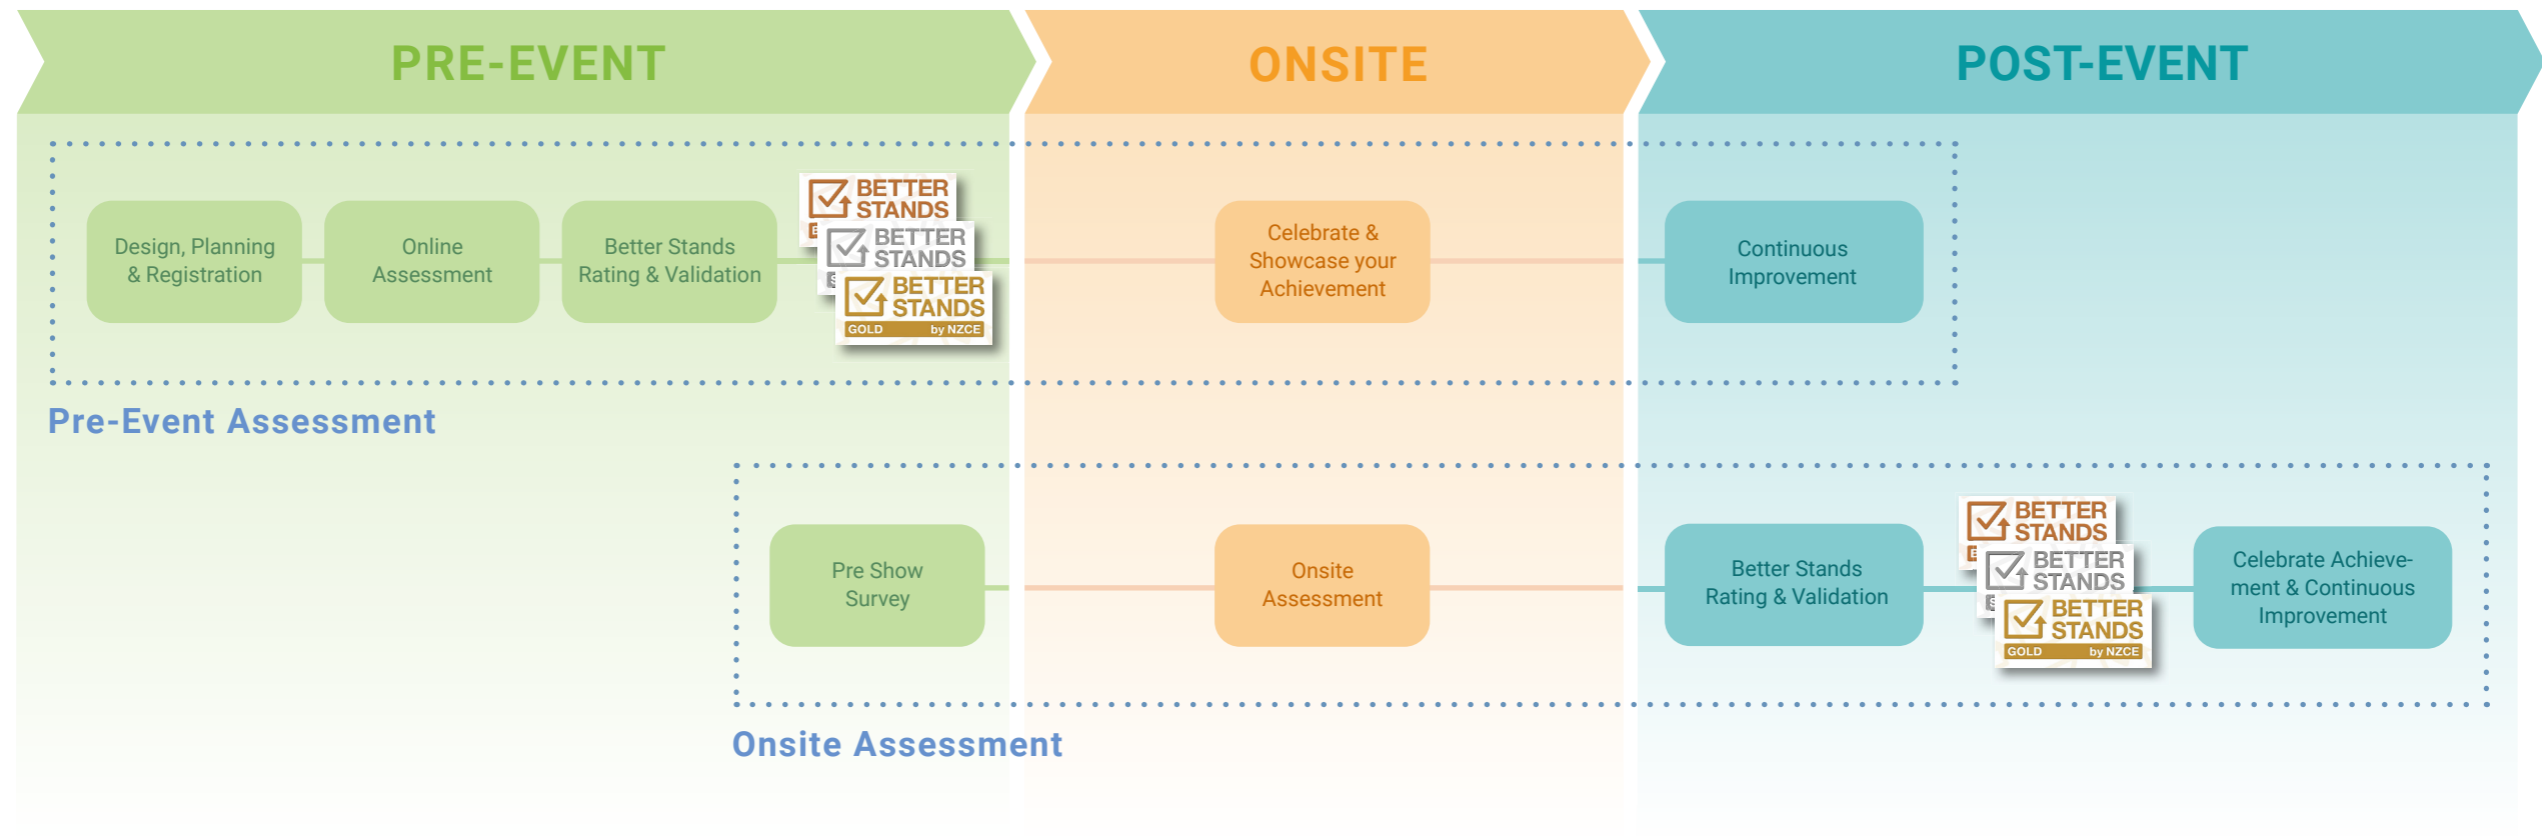 PRE-EVENT
ONSITE
POST-EVENT
Design, Planning
& Registration
Online
Assessment
Better Stands
Rating & Validation
BETTER
STANDS
BETTER
STANDS
BETTER
STANDS
GOLD by NZCE
Celebrate &
Showcase your
Achievement
Continuous
Improvement
Pre-Event Assessment
Pre Show
Survey
Onsite
Assessment
Better Stands
Rating & Validation
BETTER
STANDS
BETTER
STANDS
BETTER
STANDS
GOLD by NZCE
Celebrate Achieve-
ment & Continuous
Improvement
Onsite Assessment